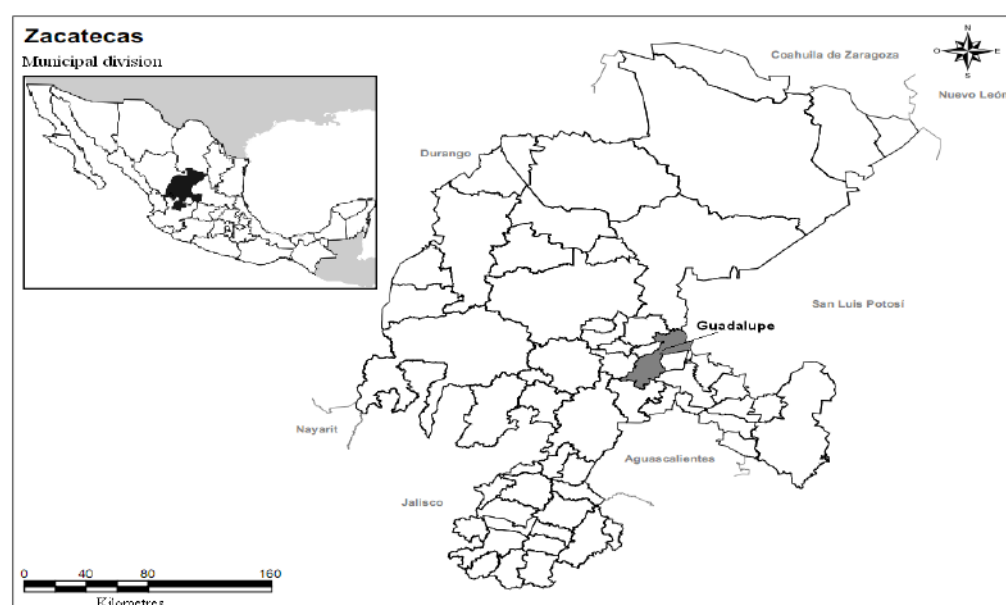 Zacatecas
Municipal division
N
O
E
S
Coahuila de Zaragoza
Nuevo León
Durango
San Luis Potosí
Guadalupe
Nayarit
Aguascalientes
Jalisco
0 40 80 160
Kilometres